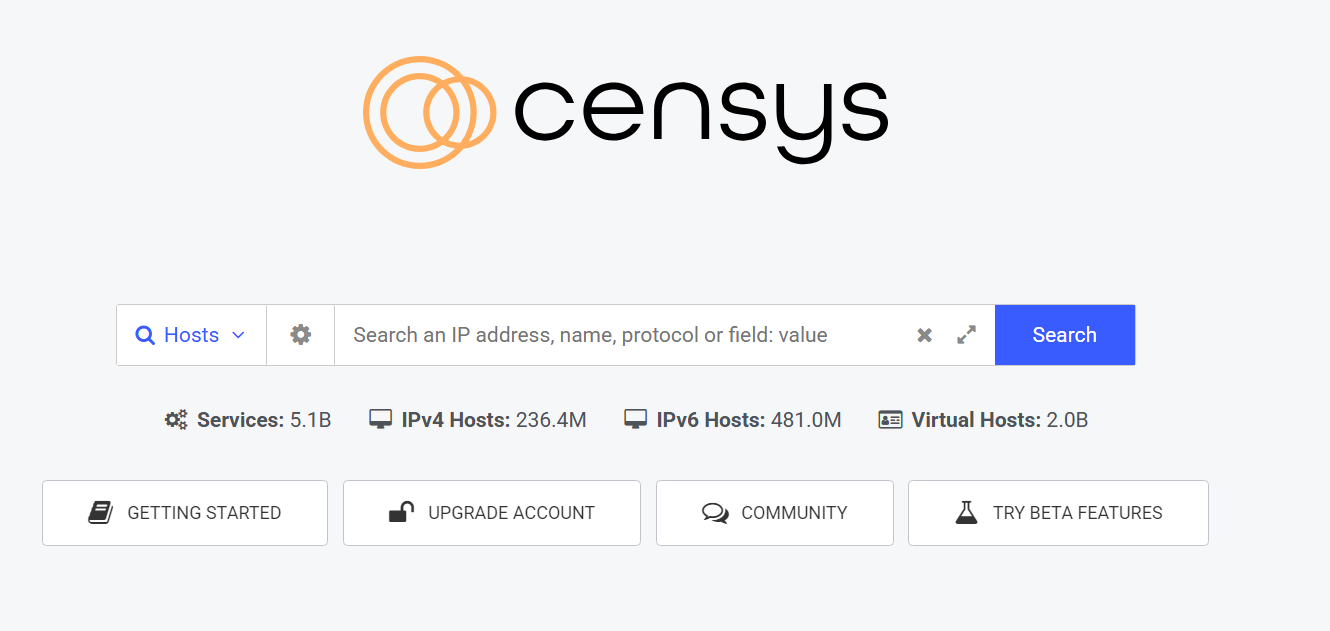 censys
Hosts Search an IP address, name, protocol or field: value Search
Services: 5.1B IPv4 Hosts: 236.4M IPv6 Hosts: 481.0M Virtual Hosts: 2.0B
GETTING STARTED UPGRADE ACCOUNT COMMUNITY TRY BETA FEATURES